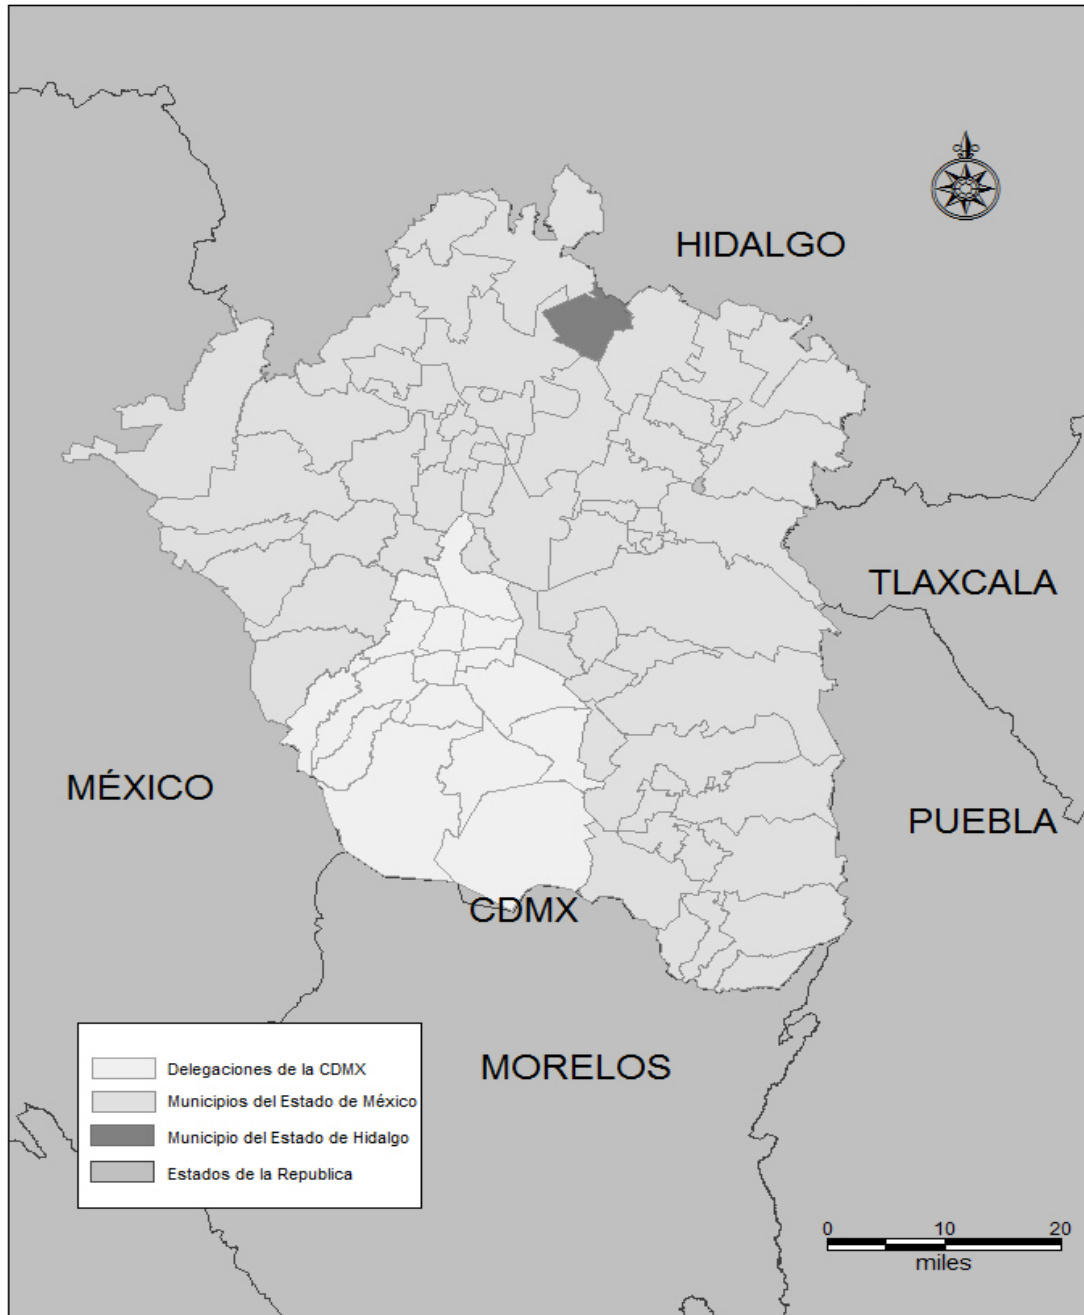 HIDALGO
TLAXCALA
MÉXICO
PUEBLA
CDMX
MORELOS
Delegaciones de la CDMX
Municipios del Estado de México
Municipio del Estado de Hidalgo
Estados de la Republica
0 10 20
miles